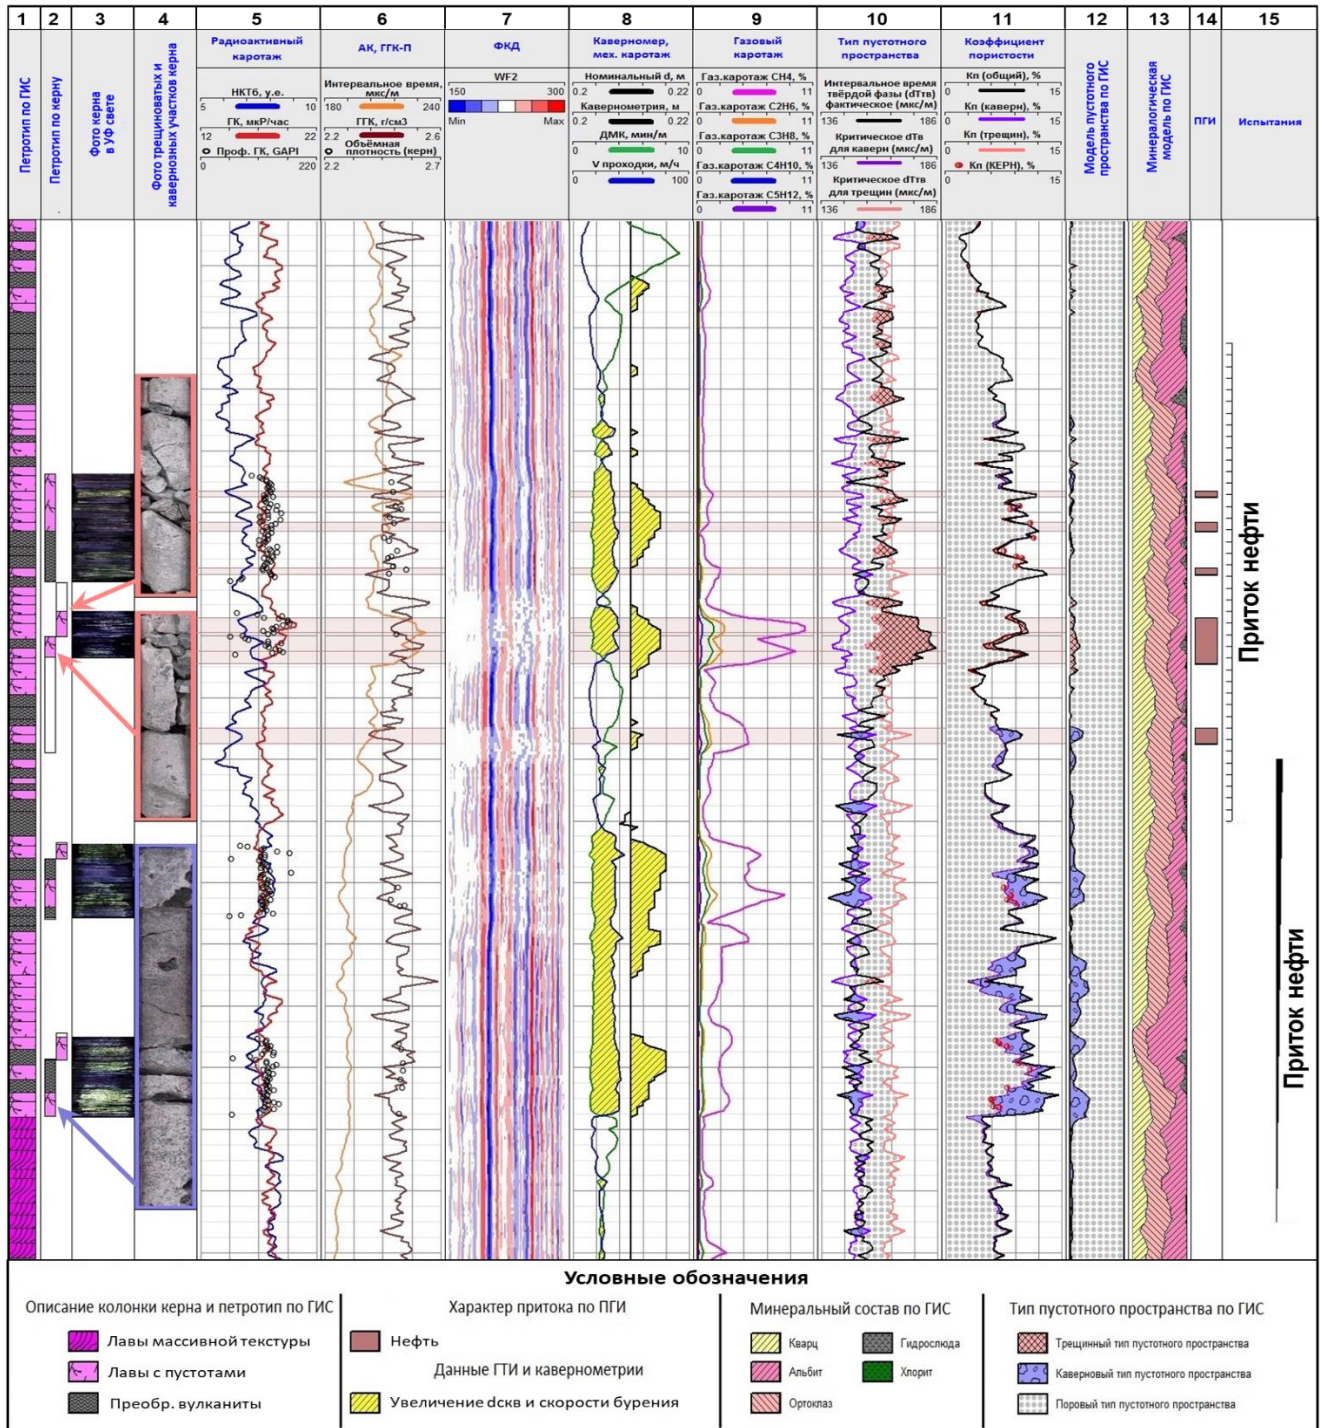 1 2 3 4 5 6 7 8 9 10 11 12 13 14 15
Петротип по ГИС
Петротип по керну
Фото керна
в УФ свете
Фото трещиноватых и
кавернозных участков керна
Радиоактивный
каротаж
НКТб, у.е.
5 10
ГК, мкР/час
12 22
Проф. ГК, GAPI
0 220
АК, ГГК-П
Интервальное время,
мкс/м
180 240
ГГК, г/см3
2.2 2.6
Объёмная
плотность (керн)
2.2 2.7
ФКД
WF2
150 300
Min Max
Каверномер,
мех. каротаж
Номинальный d, м
0.2 0.22
Кавернометрия, м
0.2 0.22
ДМК, мин/м
0 10
V проходки, м/ч
0 100
Газовый
каротаж
Газ.каротаж CH4, %
0 11
Газ.каротаж C2H6, %
0 11
Газ.каротаж C3H8, %
0 11
Газ.каротаж C4H10, %
0 11
Газ.каротаж C5H12, %
0 11
Тип пустотного
пространства
Интервальное время
твёрдой фазы (dТтв)
фактическое (мкс/м)
136 186
Критическое dТв
для каверн (мкс/м)
136 186
Критическое dТтв
для трещин (мкс/м)
136 186
Коэффициент
пористости
Кп (общий), %
0 15
Кп (каверн), %
0 15
Кп (трещин), %
0 15
Кп (КЕРН), %
0 15
Модель пустотного
пространства по ГИС
Минералогическая
модель по ГИС
ПГИ
Испытания
Приток нефти
Приток нефти
Условные обозначения
Описание колонки керна и петротип по ГИС
Лавы массивной текстуры
Лавы с пустотами
Преобр. вулканиты
Характер притока по ПГИ
Нефть
Данные ГТИ и кавернометрии
Увеличение dскв и скорости бурения
Минеральный состав по ГИС
Кварц
Гидрослюда
Альбит
Хлорит
Ортоклаз
Тип пустотного пространства по ГИС
Трещинный тип пустотного пространства
Каверновый тип пустотного пространства
Поровый тип пустотного пространства